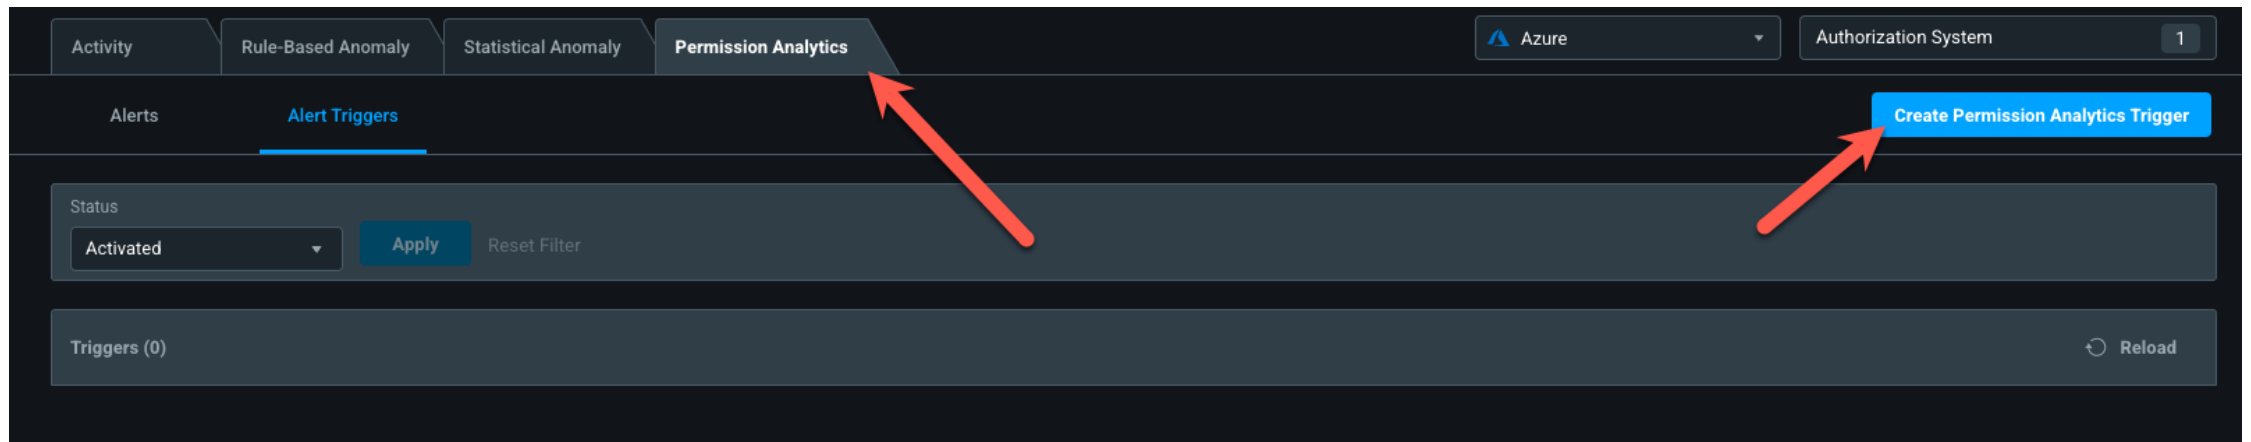 Activity Rule-Based Anomaly Statistical Anomaly Permission Analytics Azure Authorization System 1
Alerts Alert Triggers Create Permission Analytics Trigger
Status
Activated Apply Reset Filter
Triggers (0) Reload